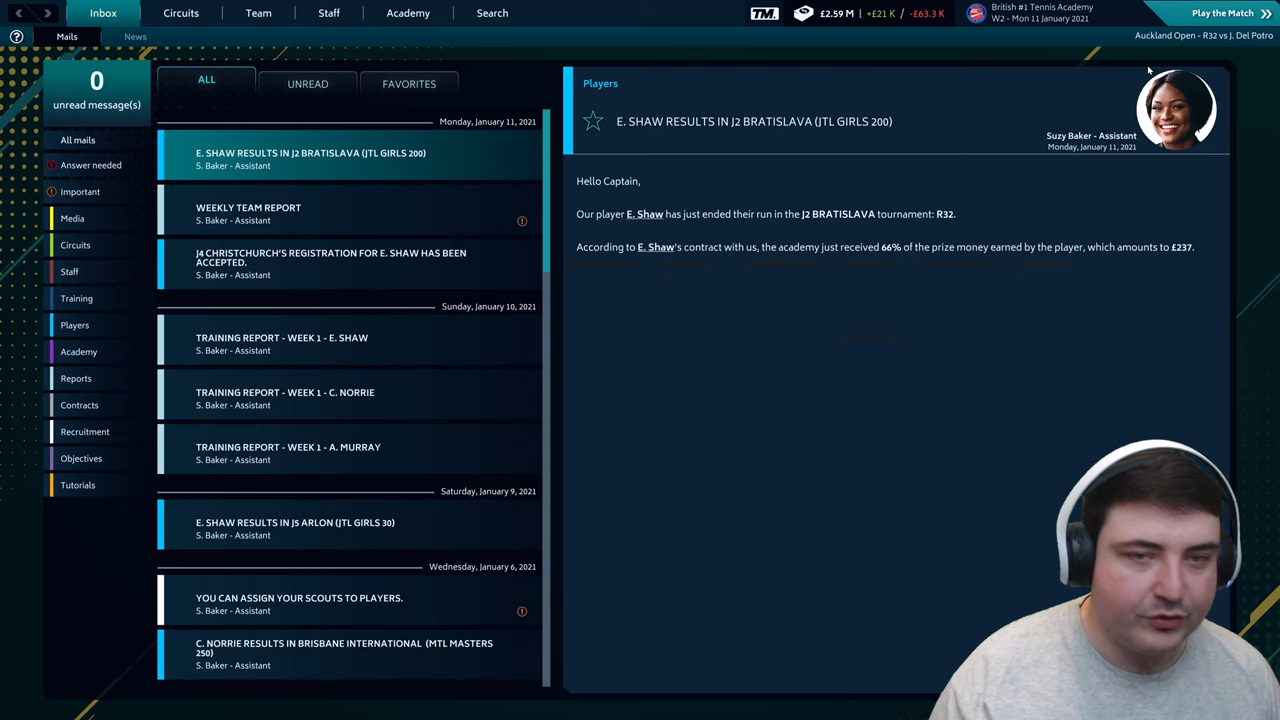 Inbox
Circuits
Team
Staff
Academy
Search
TM.
£2.59 M
+£21 K / -£63.3 K
British #1 Tennis Academy
W2 - Mon 11 January 2021
Play the Match
?
Mails
News
Auckland Open - R32 vs J. Del Potro
0
unread message(s)
All mails
Answer needed
Important
Media
Circuits
Staff
Training
Players
Academy
Reports
Contracts
Recruitment
Objectives
Tutorials
ALL
UNREAD
FAVORITES
Monday, January 11, 2021
E. SHAW RESULTS IN J2 BRATISLAVA (JTL GIRLS 200)
S. Baker - Assistant
WEEKLY TEAM REPORT
S. Baker - Assistant
J4 CHRISTCHURCH'S REGISTRATION FOR E. SHAW HAS BEEN
ACCEPTED.
S. Baker - Assistant
Sunday, January 10, 2021
TRAINING REPORT - WEEK 1 - E. SHAW
S. Baker - Assistant
TRAINING REPORT - WEEK 1 - C. NORRIE
S. Baker - Assistant
TRAINING REPORT - WEEK 1 - A. MURRAY
S. Baker - Assistant
Saturday, January 9, 2021
E. SHAW RESULTS IN J5 ARLON (JTL GIRLS 30)
S. Baker - Assistant
Wednesday, January 6, 2021
YOU CAN ASSIGN YOUR SCOUTS TO PLAYERS.
S. Baker - Assistant
C. NORRIE RESULTS IN BRISBANE INTERNATIONAL (MTL MASTERS
250)
S. Baker - Assistant
Players
E. SHAW RESULTS IN J2 BRATISLAVA (JTL GIRLS 200)
Suzy Baker - Assistant
Monday, January 11, 2021
Hello Captain,
Our player E. Shaw has just ended their run in the J2 BRATISLAVA tournament: R32.
According to E. Shaw's contract with us, the academy just received 66% of the prize money earned by the player, which amounts to £237.